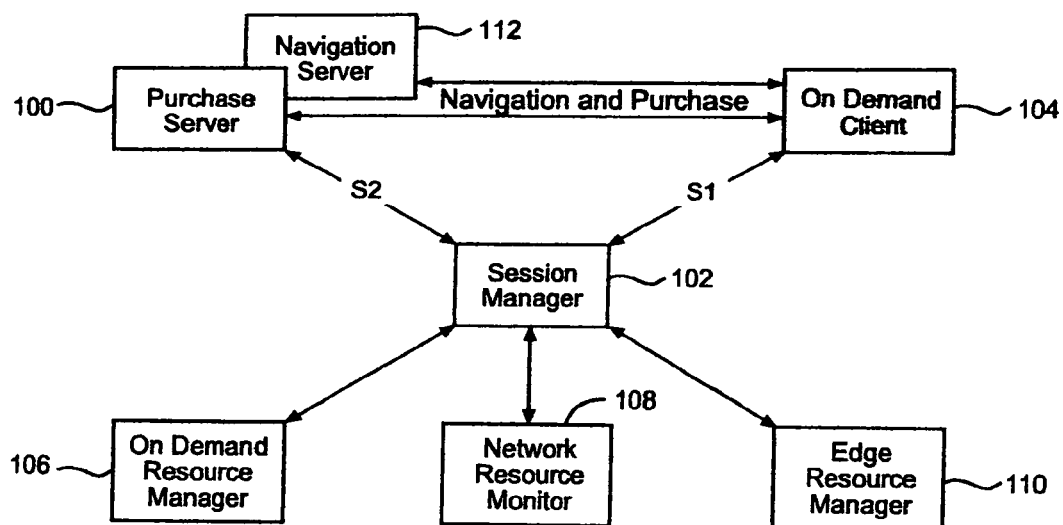 112
Navigation
Server
100
Purchase
Server
Navigation and Purchase
On Demand
Client
104
S2
S1
Session
Manager
102
108
106
On Demand
Resource
Manager
Network
Resource
Monitor
Edge
Resource
Manager
110